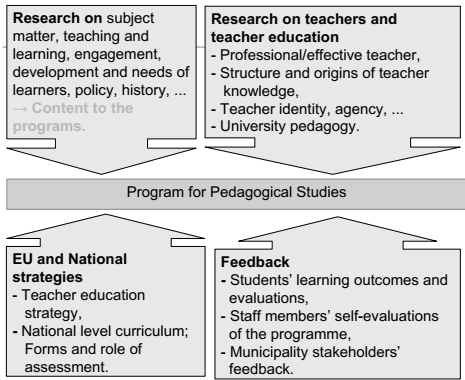 Research on subject
matter, teaching and
learning, engagement,
development and needs of
learners, policy, history, ...
→ Content to the
programs.
Research on teachers and
teacher education
- Professional/effective teacher,
- Structure and origins of teacher
knowledge,
- Teacher identity, agency, ...
- University pedagogy.
Program for Pedagogical Studies
EU and National
strategies
- Teacher education
strategy,
- National level curriculum;
Forms and role of
assessment.
Feedback
- Students' learning outcomes and
evaluations,
- Staff members' self-evaluations
of the programme,
- Municipality stakeholders'
feedback.